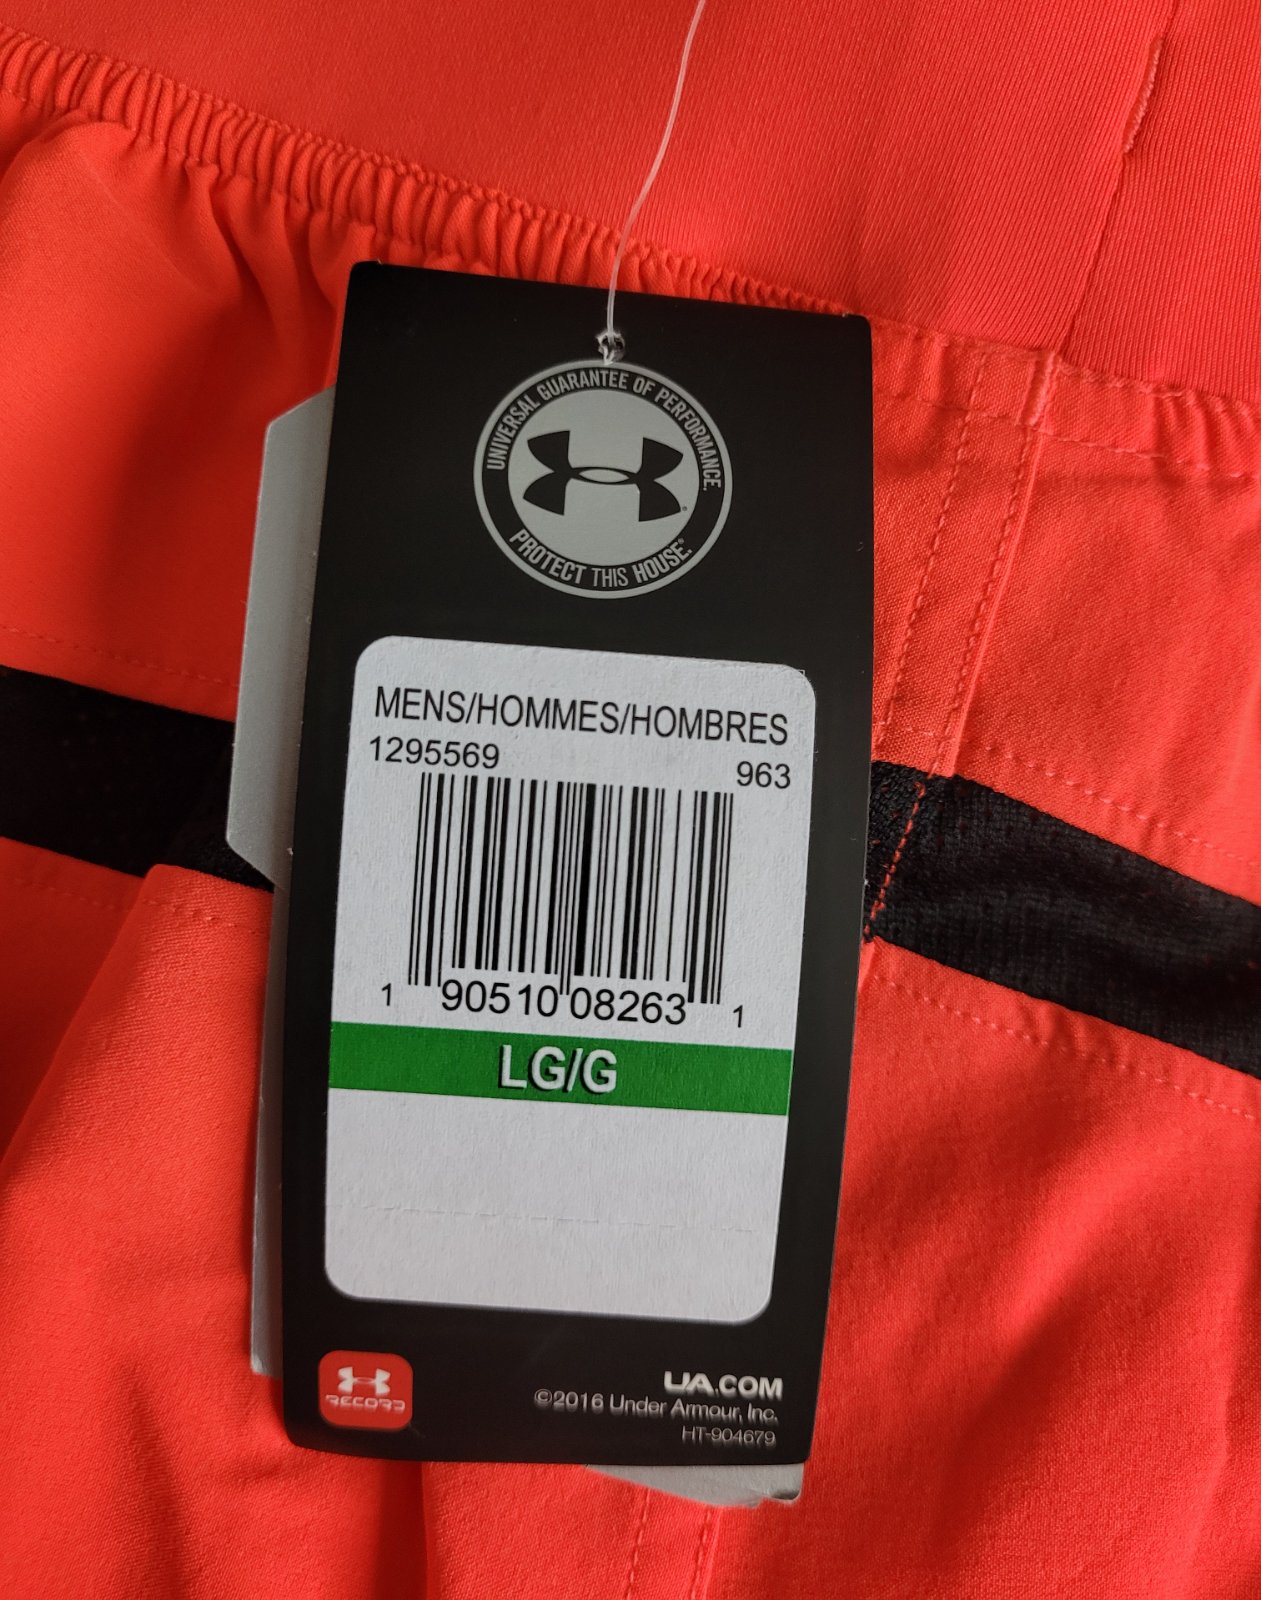 UNIVERSAL GUARANTEE OF PERFORMANCE.
PROTECT THIS HOUSE®
MENS/HOMMES/HOMBRES
1295569 963
1 90510 08263 1
LG/G
RECORD
UA.COM
©2016 Under Armour, Inc.
HT-904679